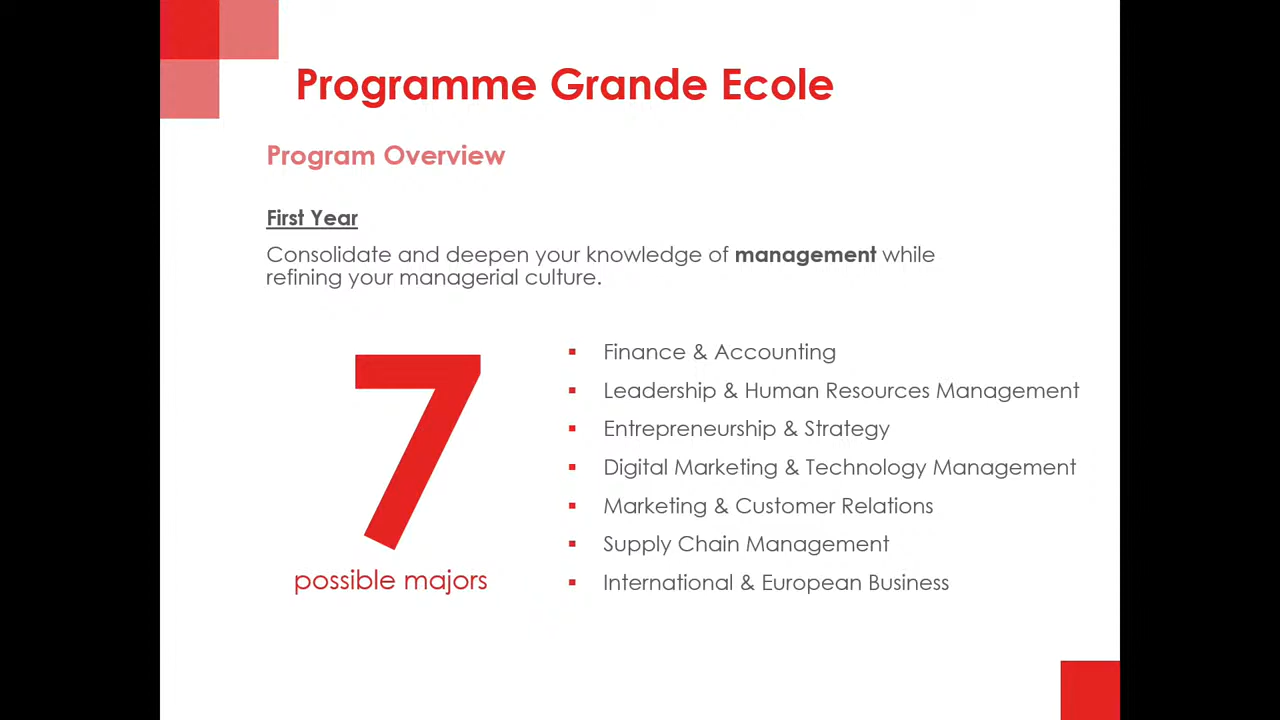 Programme Grande Ecole
Program Overview
First Year
Consolidate and deepen your knowledge of management while
refining your managerial culture.
7
possible majors
Finance & Accounting
Leadership & Human Resources Management
Entrepreneurship & Strategy
Digital Marketing & Technology Management
Marketing & Customer Relations
Supply Chain Management
International & European Business